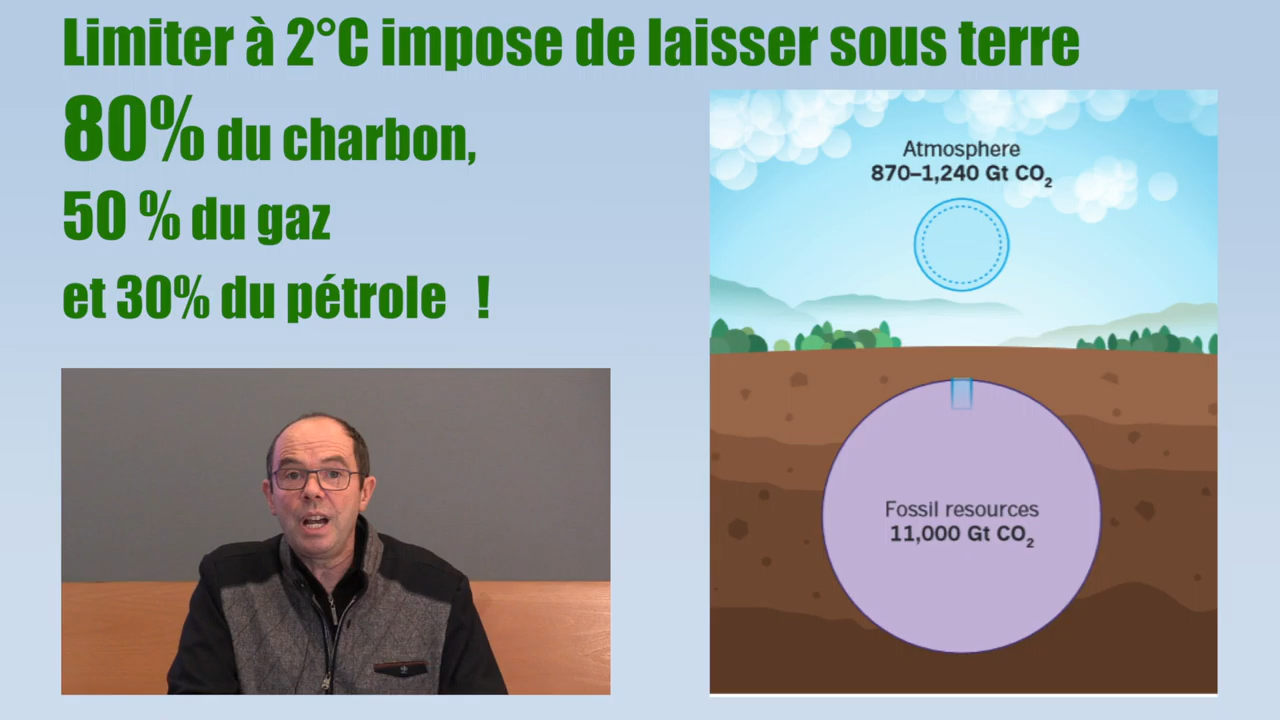 Limiter à 2°C impose de laisser sous terre
80% du charbon,
50 % du gaz
et 30% du pétrole !
Atmosphere
870–1,240 Gt CO2
Fossil resources
11,000 Gt CO2